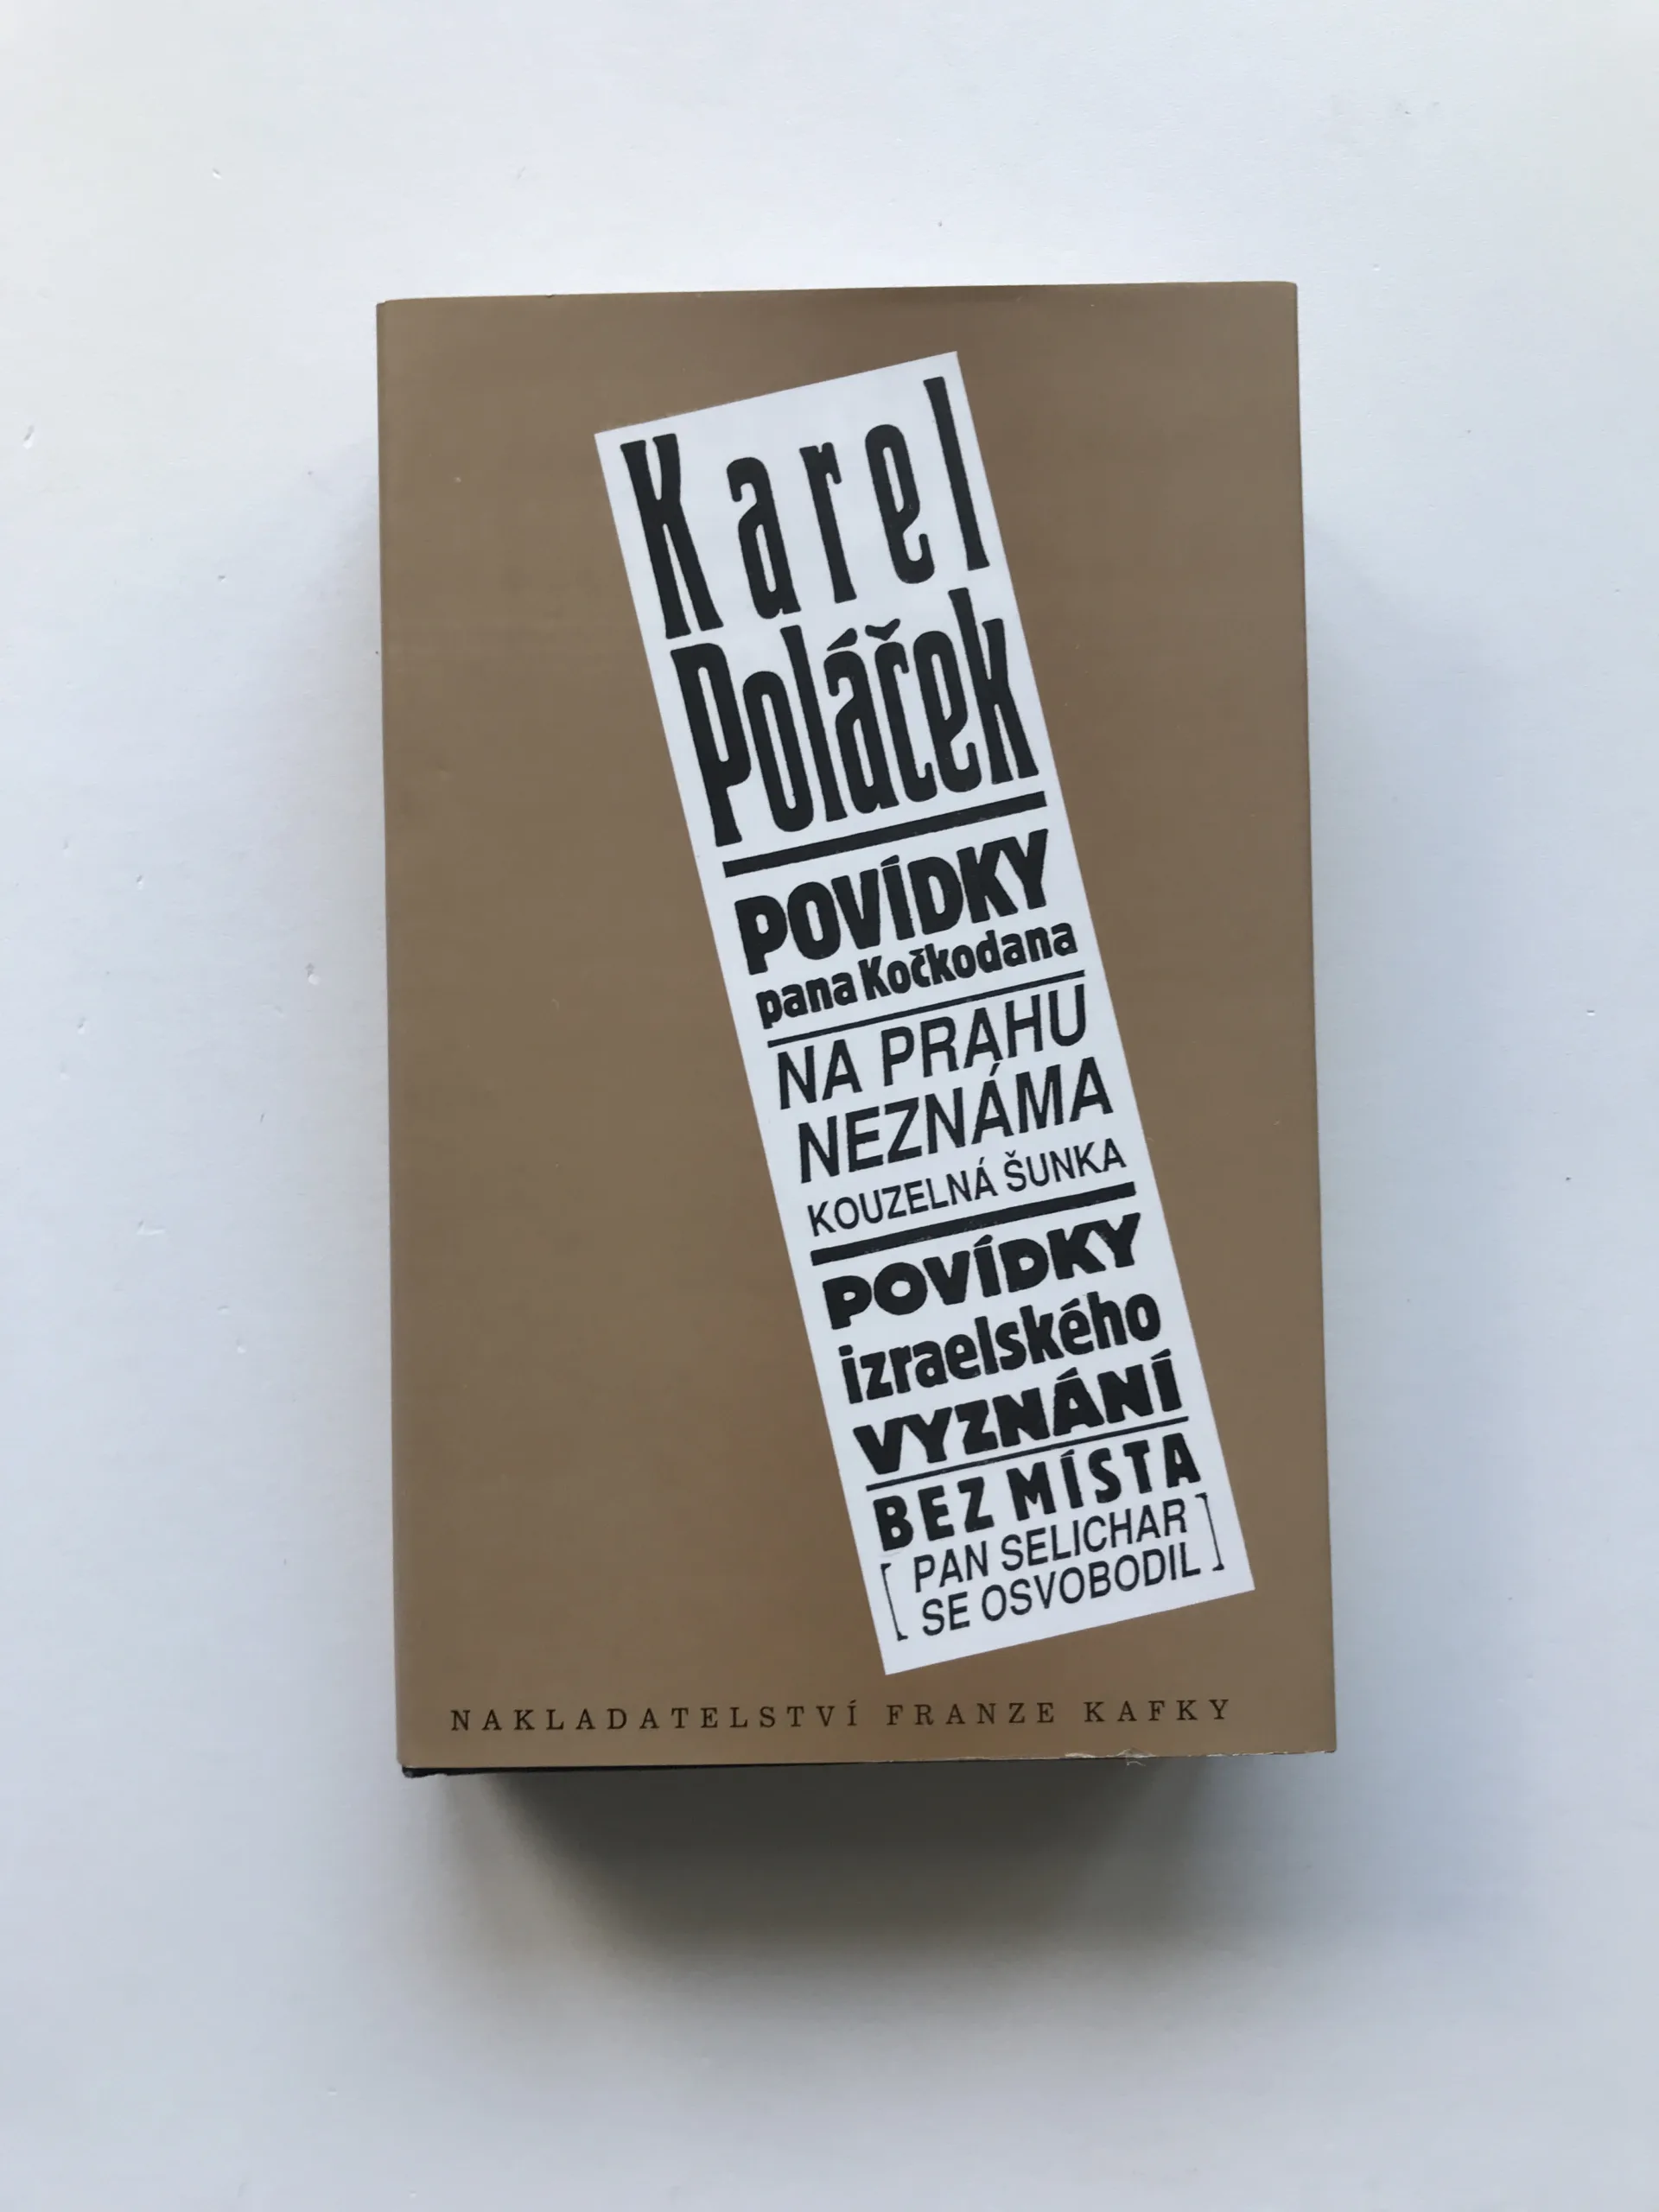 Karel
Poláček
POVÍDKY
pana Kočkodana
NA PRAHU
NEZNÁMA
KOUZELNÁ ŠUNKA
POVÍDKY
izraelského
VYZNÁNÍ
BEZ MÍSTA
[ PAN SELICHAR
SE OSVOBODIL ]
NAKLADATELSTVÍ FRANZE KAFKY